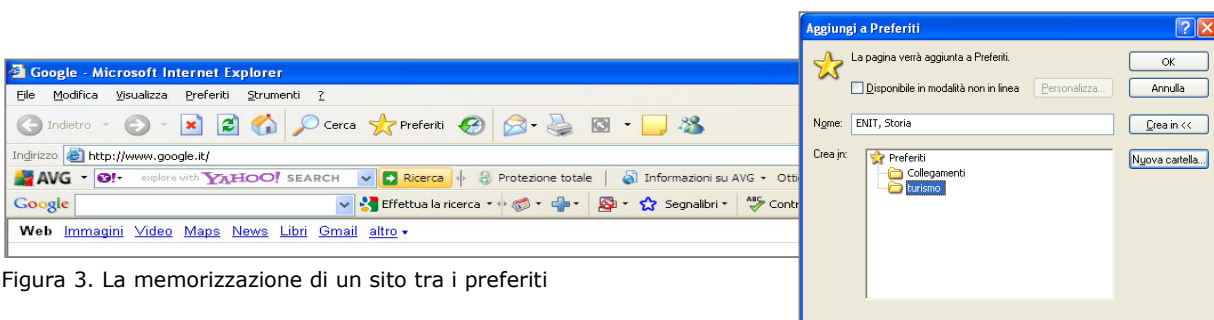 Google - Microsoft Internet Explorer
File Modifica Visualizza Preferiti Strumenti ?
Indietro Cerca Preferiti
Indirizzo http://www.google.it/
AVG explore with YAHOO! SEARCH Ricerca Protezione totale Informazioni su AVG Otti
Google Effettua la ricerca Segnalibri ABC Contr
Web Immagini Video Maps News Libri Gmail altro
Figura 3. La memorizzazione di un sito tra i preferiti
Aggiungi a Preferiti
La pagina verrà aggiunta a Preferiti.
OK
Disponibile in modalità non in linea Personalizza...
Annulla
Nome: ENIT, Storia
Crea in <<
Crea in: Preferiti
Nuova cartella...
Collegamenti
turismo